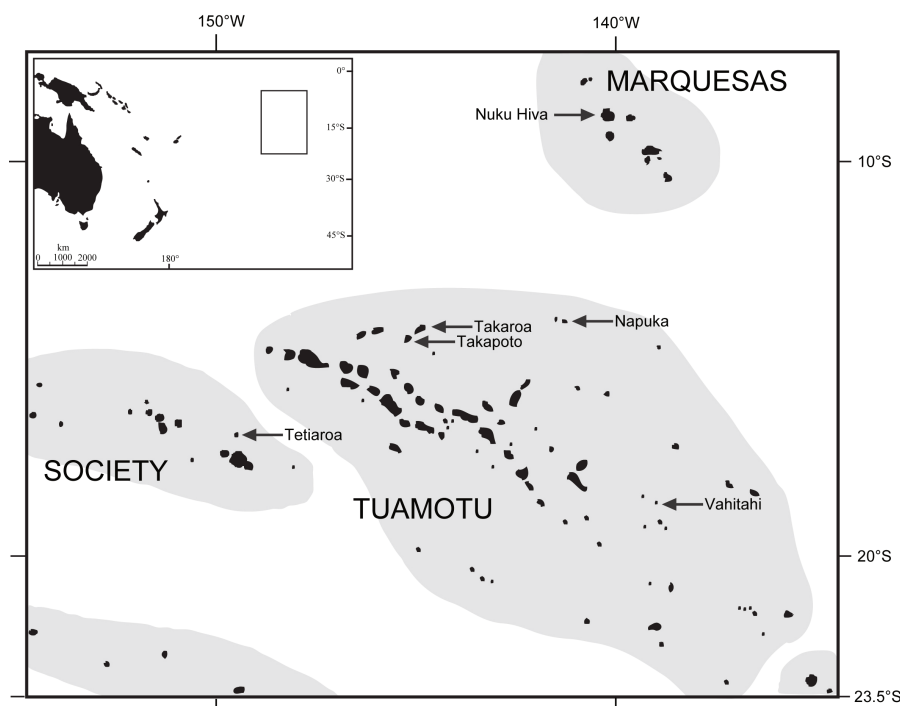 150°W
140°W
0°
15°S
30°S
45°S
km
0 1000 2000
180°
MARQUESAS
Nuku Hiva
10°S
Takaroa
Takapoto
Napuka
Tetiaroa
SOCIETY
TUAMOTU
Vahitahi
20°S
23.5°S